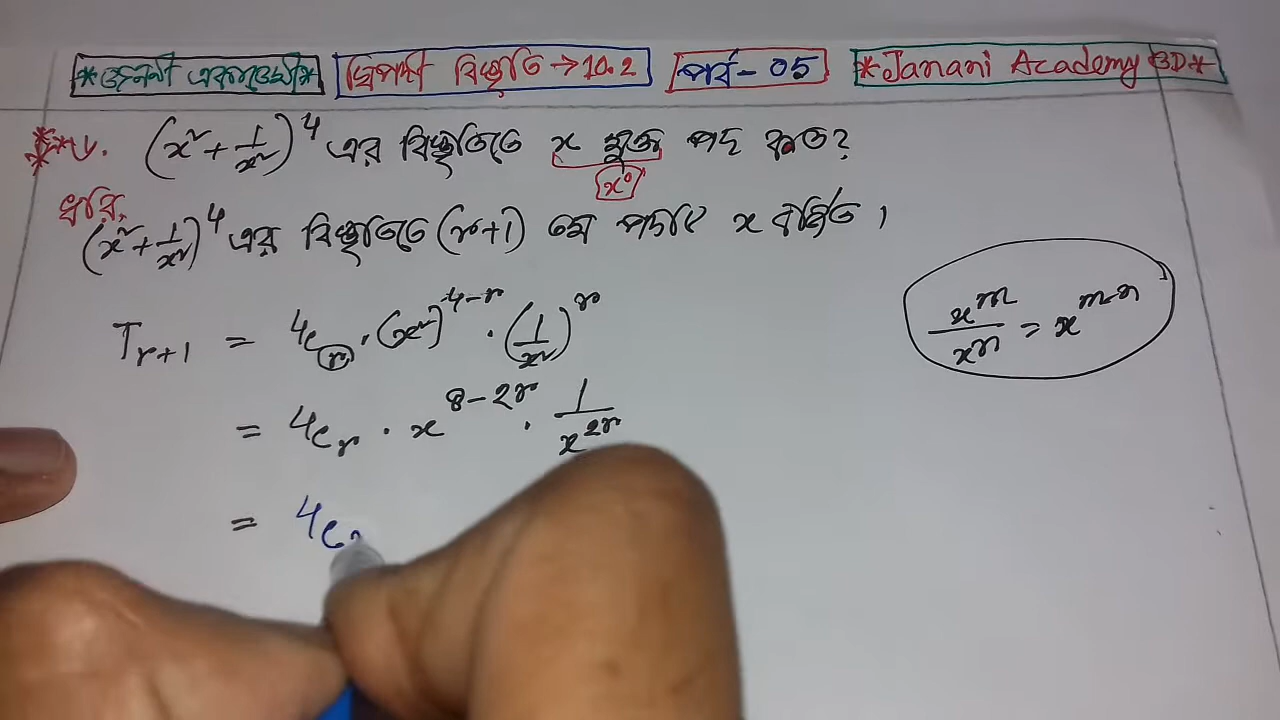 *জননী একাডেমী* দ্বিপদী বিস্তৃতি→10.2 পর্ব-05 *Janani Academy BD*
(x² + 1/x²)⁴ এর বিস্তৃতিতে x মুক্ত পদ কত?
x⁰
ধরি,
(x² + 1/x²)⁴ এর বিস্তৃতিতে (r+1) তম পদটি x বর্জিত ।
T_{r+1} = 4c_r · (x²)^{4-r} · (1/x²)^r
x^m/x^n = x^{m-n}
= 4c_r · x^{8-2r} · 1/x^{2r}
= 4c